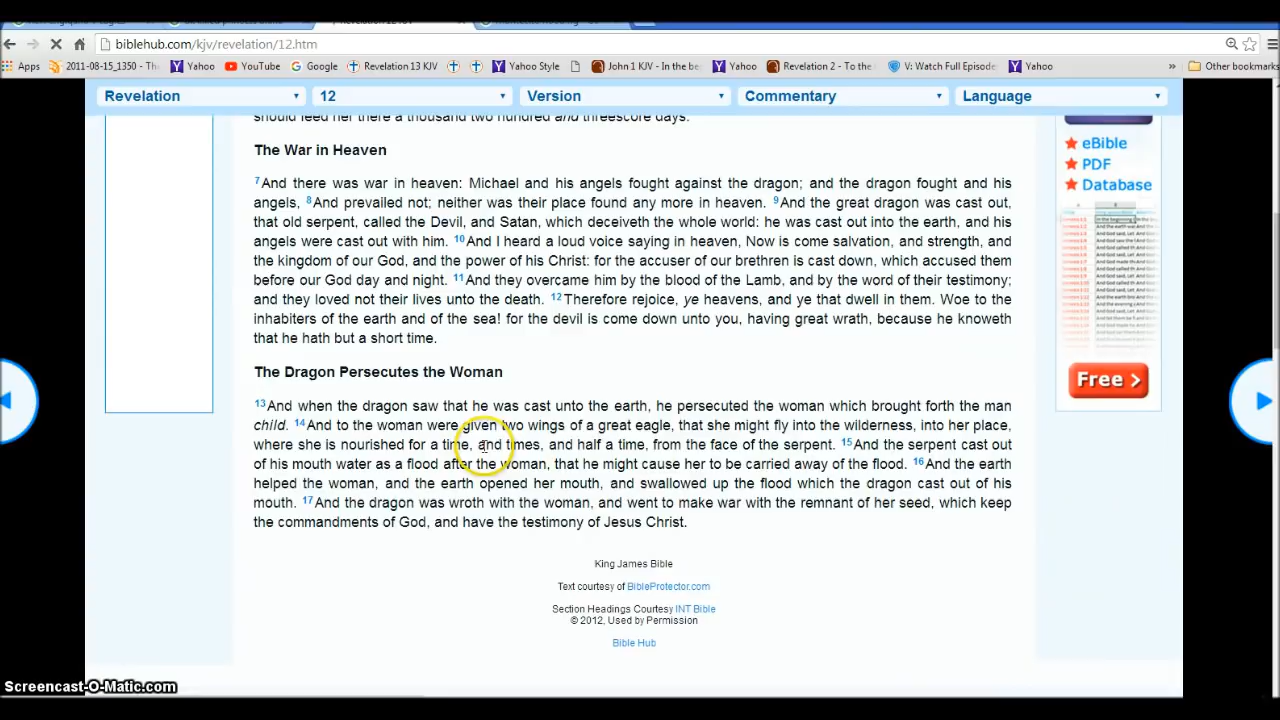 biblehub.com/kjv/revelation/12.htm
Apps 2011-08-15_1350 - Th Yahoo YouTube Google Revelation 13 KJV Yahoo Style John 1 KJV - In the be Yahoo Revelation 2 - To the V: Watch Full Episode Yahoo » Other bookmarks
Revelation 12 Version Commentary Language
should feed her there a thousand two hundred and threescore days.
The War in Heaven
7And there was war in heaven: Michael and his angels fought against the dragon; and the dragon fought and his
angels, 8And prevailed not; neither was their place found any more in heaven. 9And the great dragon was cast out,
that old serpent, called the Devil, and Satan, which deceiveth the whole world: he was cast out into the earth, and his
angels were cast out with him. 10And I heard a loud voice saying in heaven, Now is come salvation, and strength, and
the kingdom of our God, and the power of his Christ: for the accuser of our brethren is cast down, which accused them
before our God day and night. 11And they overcame him by the blood of the Lamb, and by the word of their testimony;
and they loved not their lives unto the death. 12Therefore rejoice, ye heavens, and ye that dwell in them. Woe to the
inhabiters of the earth and of the sea! for the devil is come down unto you, having great wrath, because he knoweth
that he hath but a short time.
The Dragon Persecutes the Woman
13And when the dragon saw that he was cast unto the earth, he persecuted the woman which brought forth the man
child. 14And to the woman were given two wings of a great eagle, that she might fly into the wilderness, into her place,
where she is nourished for a time, and times, and half a time, from the face of the serpent. 15And the serpent cast out
of his mouth water as a flood after the woman, that he might cause her to be carried away of the flood. 16And the earth
helped the woman, and the earth opened her mouth, and swallowed up the flood which the dragon cast out of his
mouth. 17And the dragon was wroth with the woman, and went to make war with the remnant of her seed, which keep
the commandments of God, and have the testimony of Jesus Christ.
King James Bible
Text courtesy of BibleProtector.com
Section Headings Courtesy INT Bible
© 2012, Used by Permission
Bible Hub
eBible
PDF
Database
Free >
Screencast-O-Matic.com